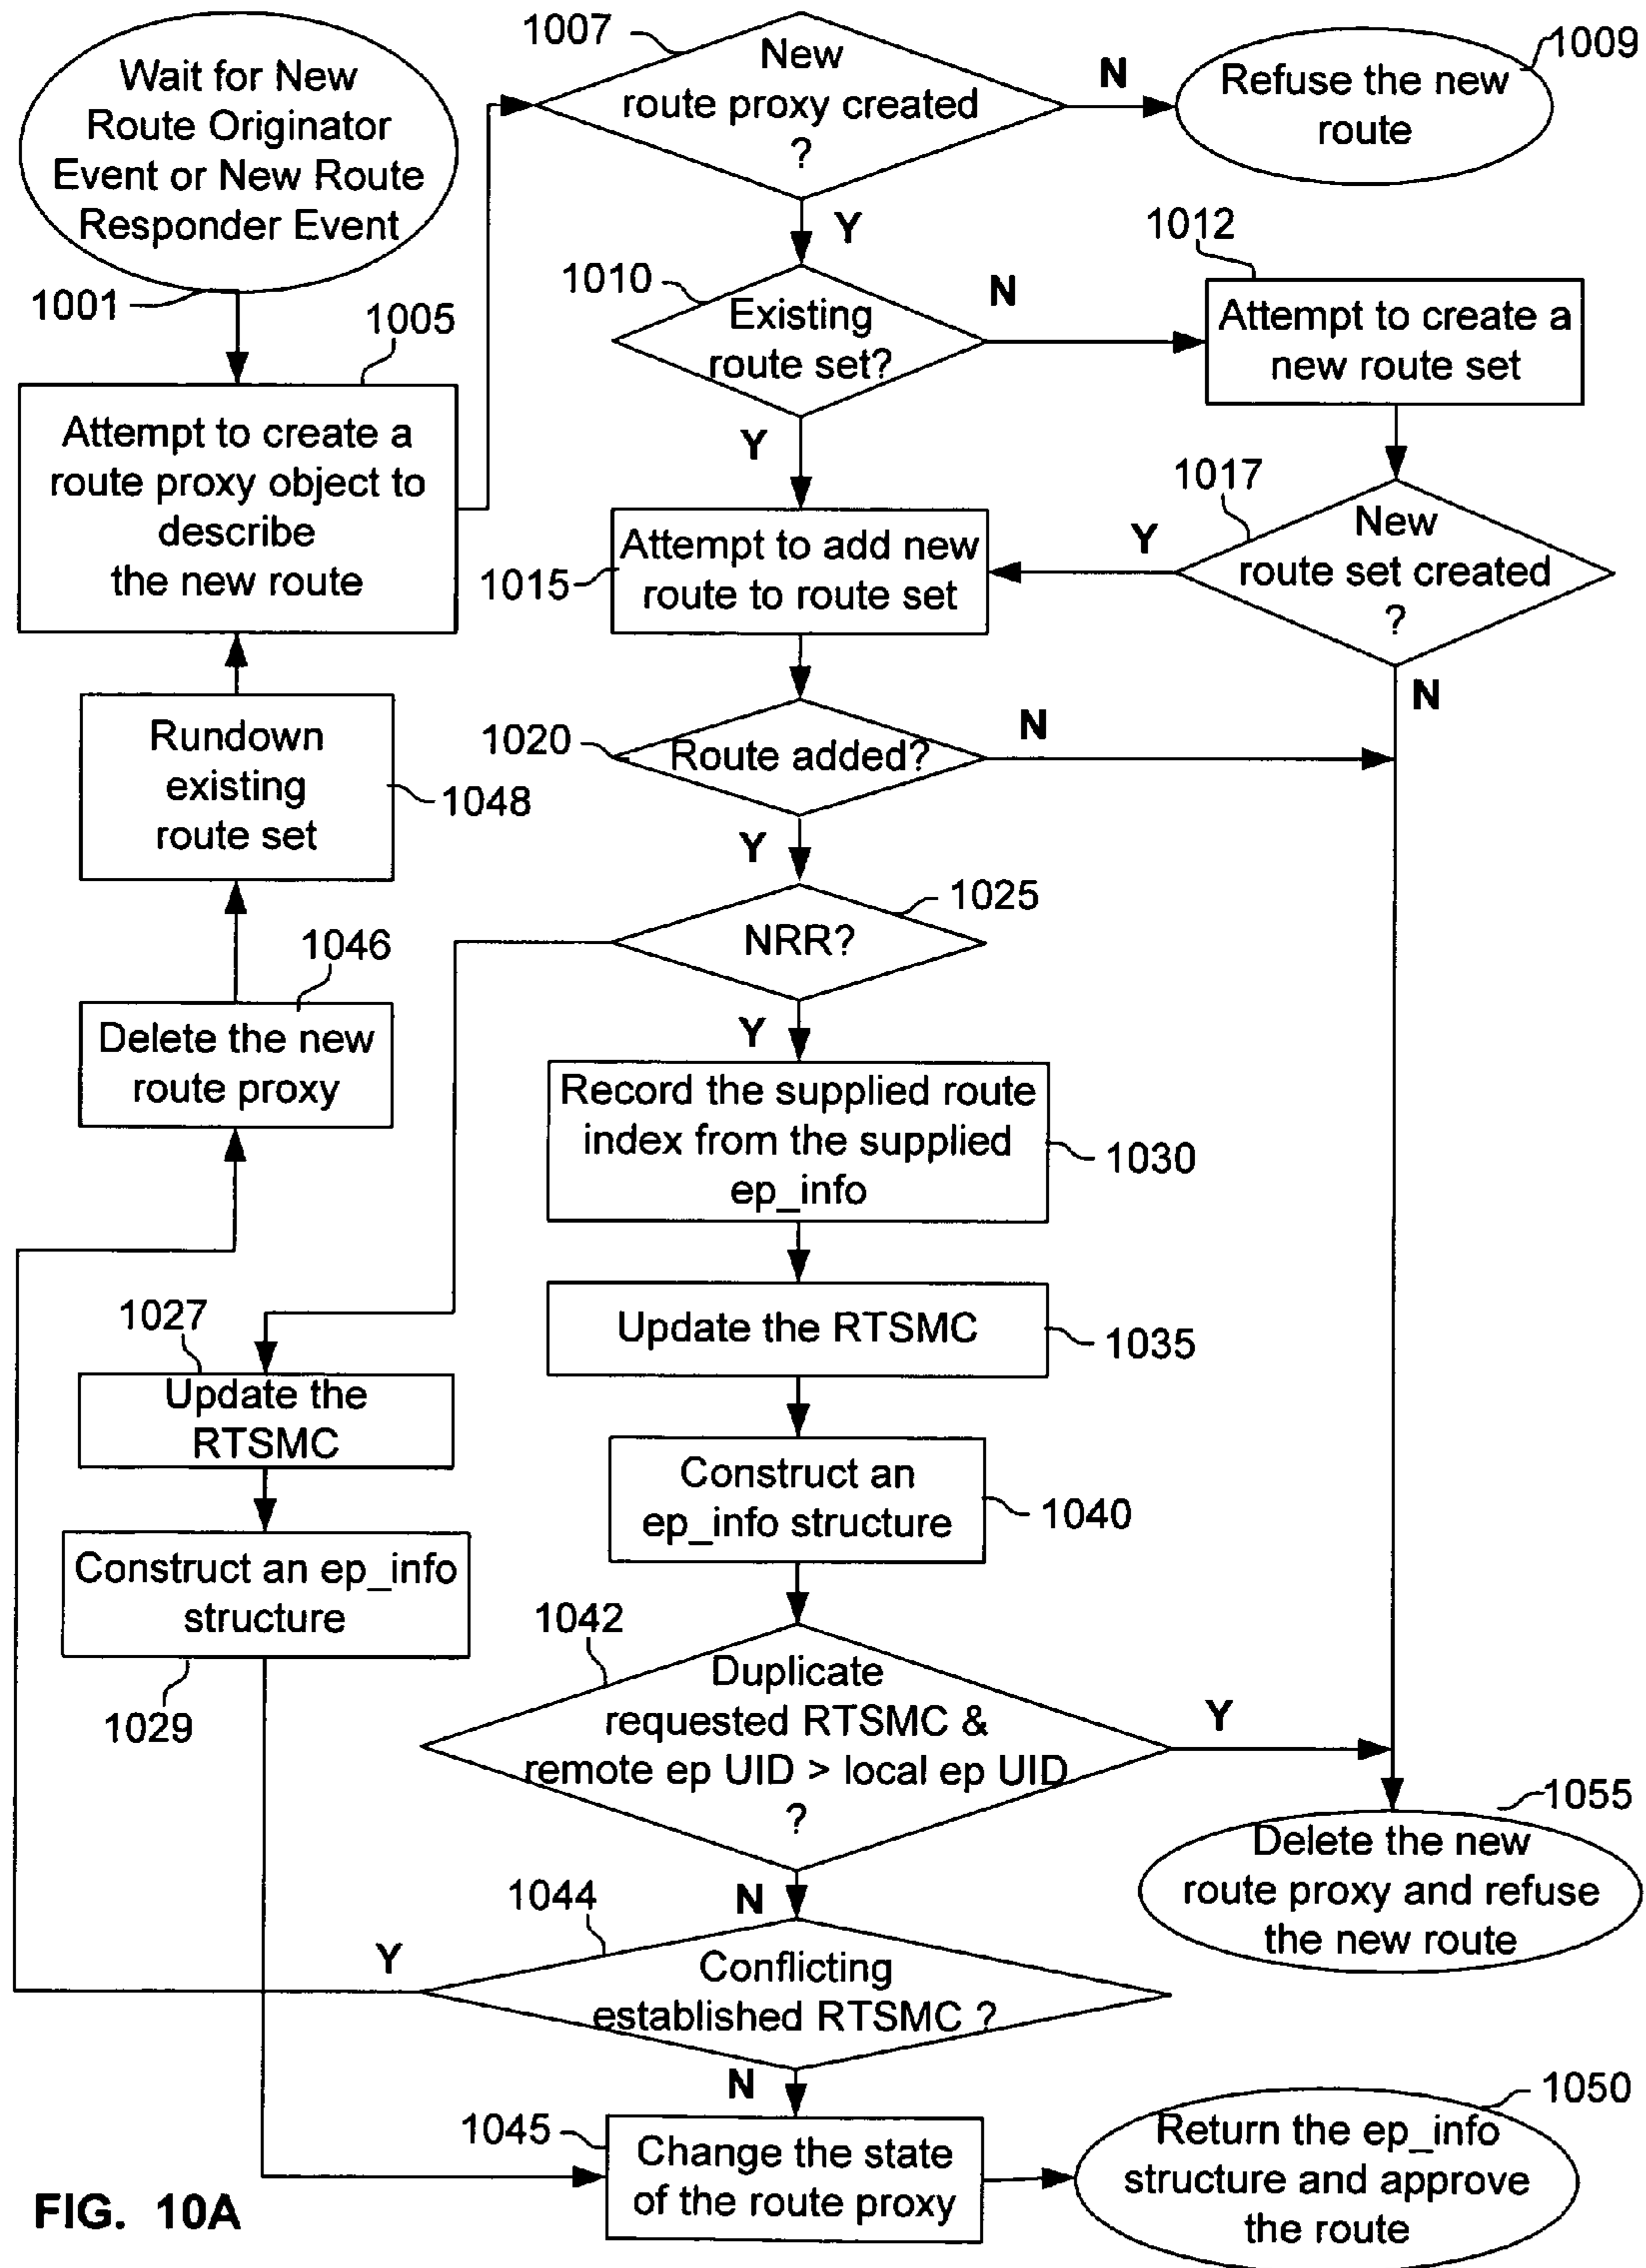 Wait for New
Route Originator
Event or New Route
Responder Event
1001
1005
Attempt to create a
route proxy object to
describe
the new route
1007
New
route proxy created
?
N
1009
Refuse the new
route
Y
1010
Existing
route set?
N
1012
Attempt to create a
new route set
Y
1017
New
route set created
?
Y
N
1015
Attempt to add new
route to route set
1020
Route added?
N
Y
Rundown
existing
route set
1048
1025
NRR?
Y
1046
Delete the new
route proxy
Record the supplied route
index from the supplied
ep_info
1030
1027
Update the
RTSMC
Update the RTSMC
1035
Construct an ep_info
structure
1029
Construct an
ep_info structure
1040
1042
Duplicate
requested RTSMC &
remote ep UID > local ep UID
?
Y
N
1055
Delete the new
route proxy and refuse
the new route
1044
Conflicting
established RTSMC ?
Y
N
1045
Change the state
of the route proxy
1050
Return the ep_info
structure and approve
the route
FIG. 10A